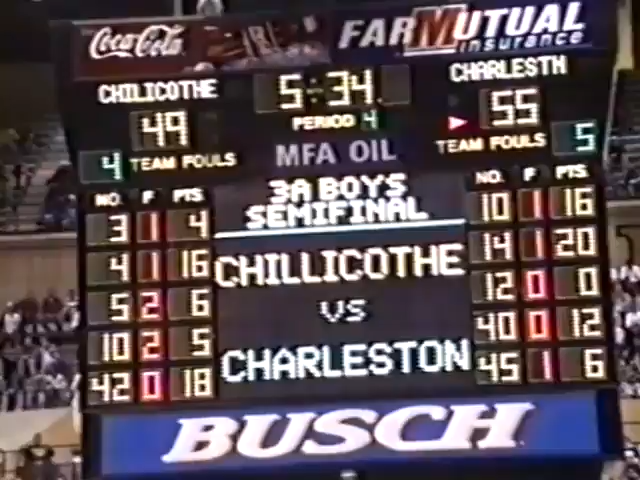 Coca-Cola
FARMUTUAL
insurance
CHILICOTHE 5:34 CHARLESTN
49 PERIOD 4 55
4 TEAM FOULS TEAM FOULS 5
MFA OIL
NO. F PTS NO. F PTS
3A BOYS
SEMIFINAL
CHILLICOTHE
VS
CHARLESTON
3 1 4
4 1 16
5 2 6
10 2 5
42 0 18
10 1 16
14 1 20
12 0 0
40 0 12
45 1 6
BUSCH